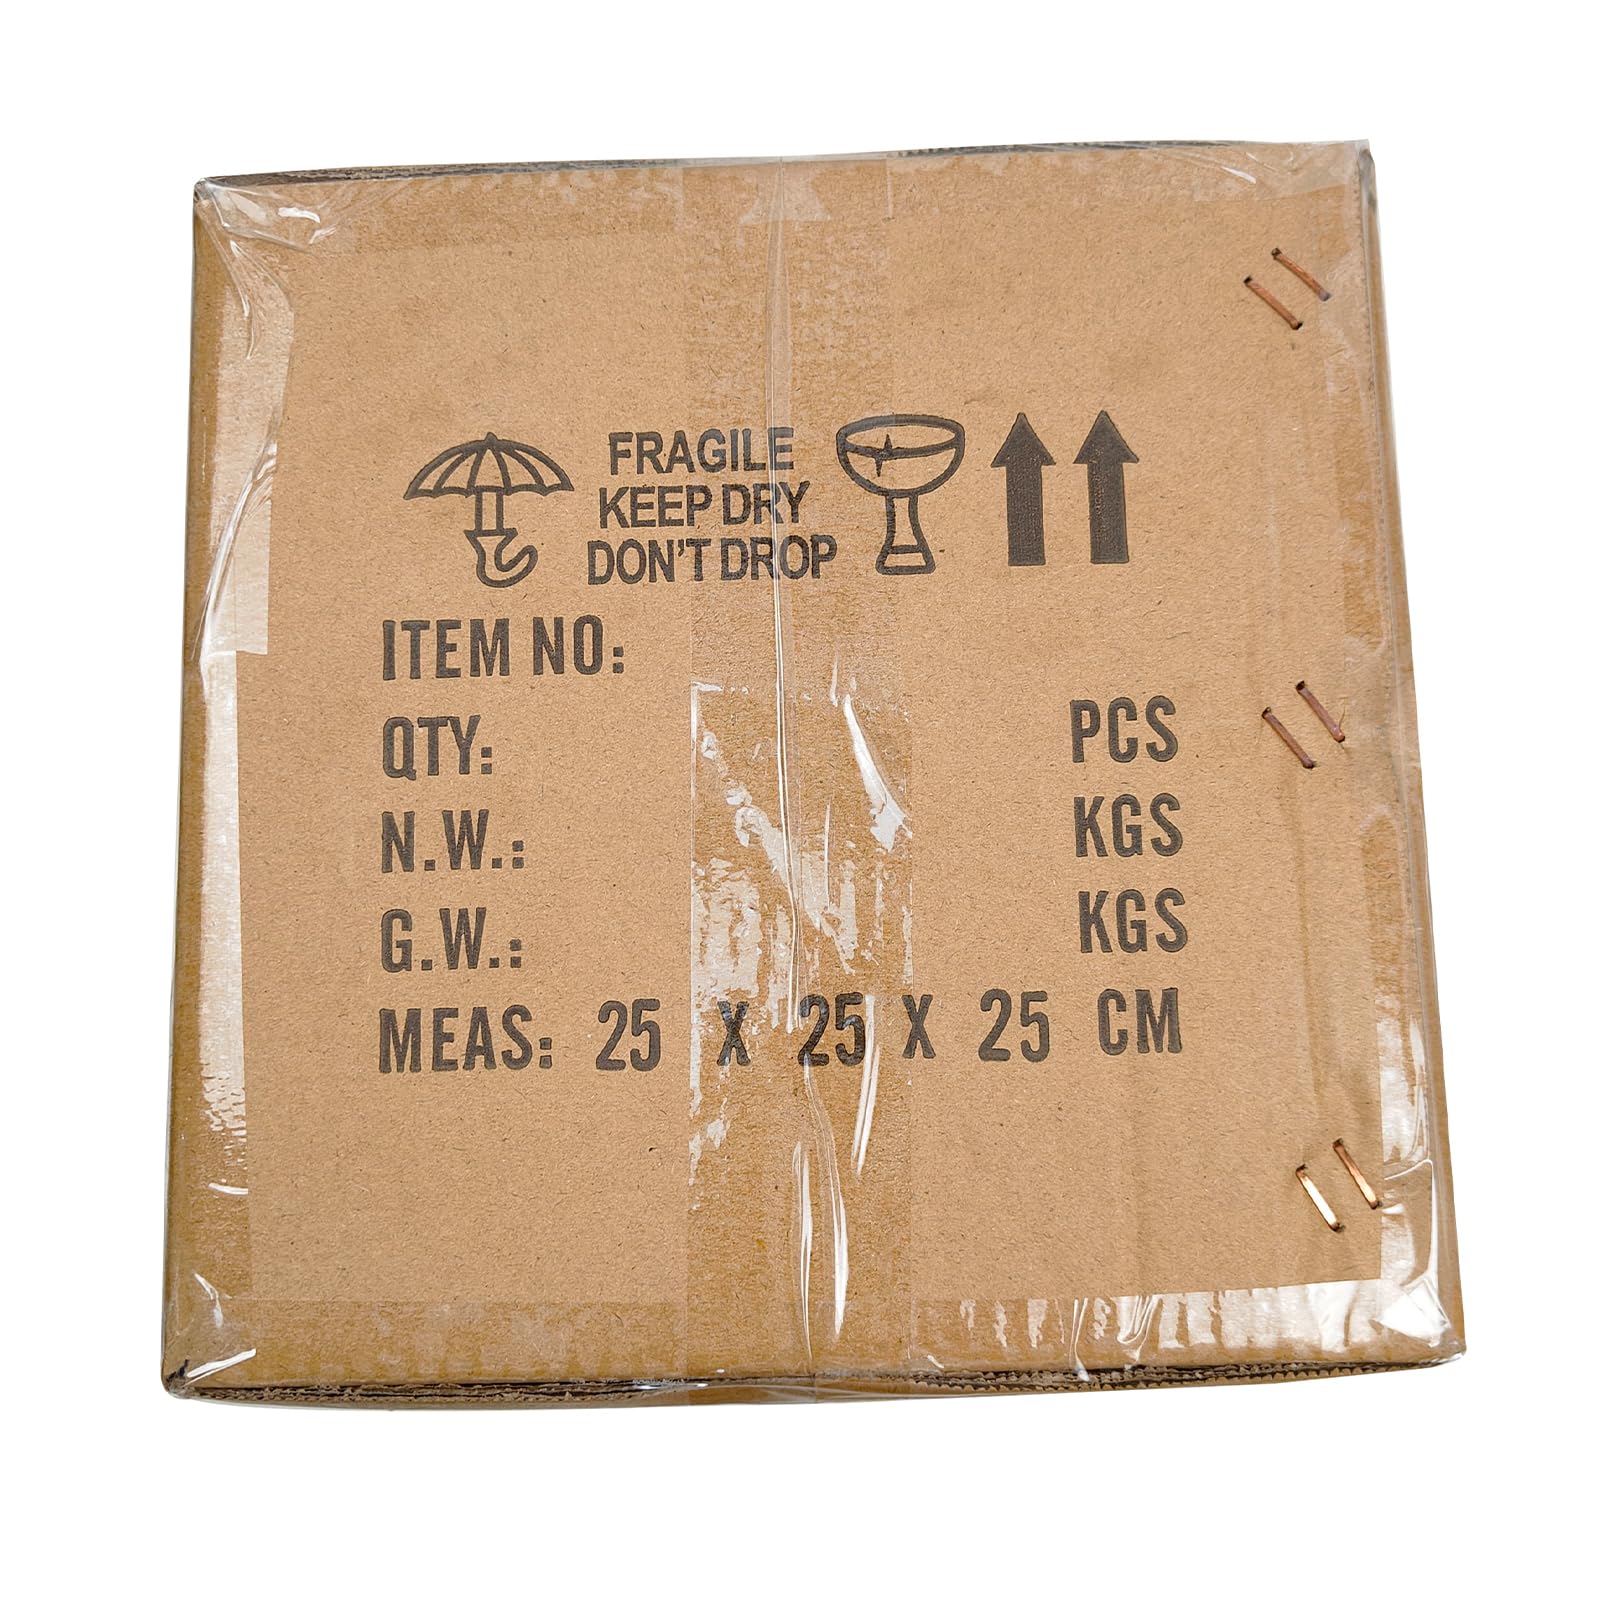 FRAGILE
KEEP DRY
DON'T DROP
ITEM NO:
QTY: PCS
N.W.: KGS
G.W.: KGS
MEAS: 25 X 25 X 25 CM